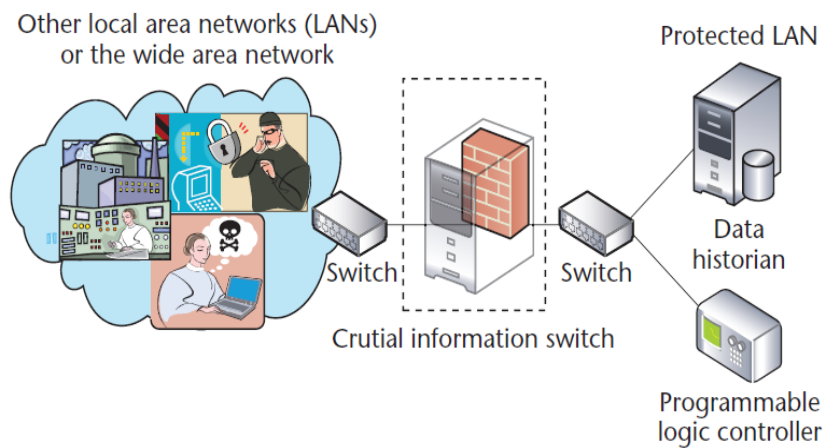 Other local area networks (LANs)
or the wide area network
Protected LAN
Switch
Switch
Crutial information switch
Data
historian
Programmable
logic controller